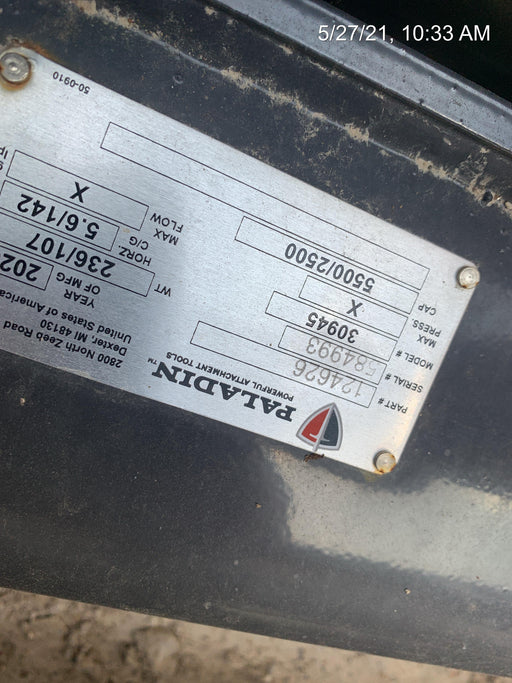 5/27/21, 10:33 AM
PALADIN™
POWERFUL ATTACHMENT TOOLS
2800 North Zeeb Road
Dexter, MI 48130
United States of America
PART # 124626
SERIAL # 584993
MODEL # 30945
MAX PRESS. X
CAP 5500/2500
YEAR OF MFG 202
WT 236/107
HORZ. C/G 5.6/142
MAX FLOW X
50-0910